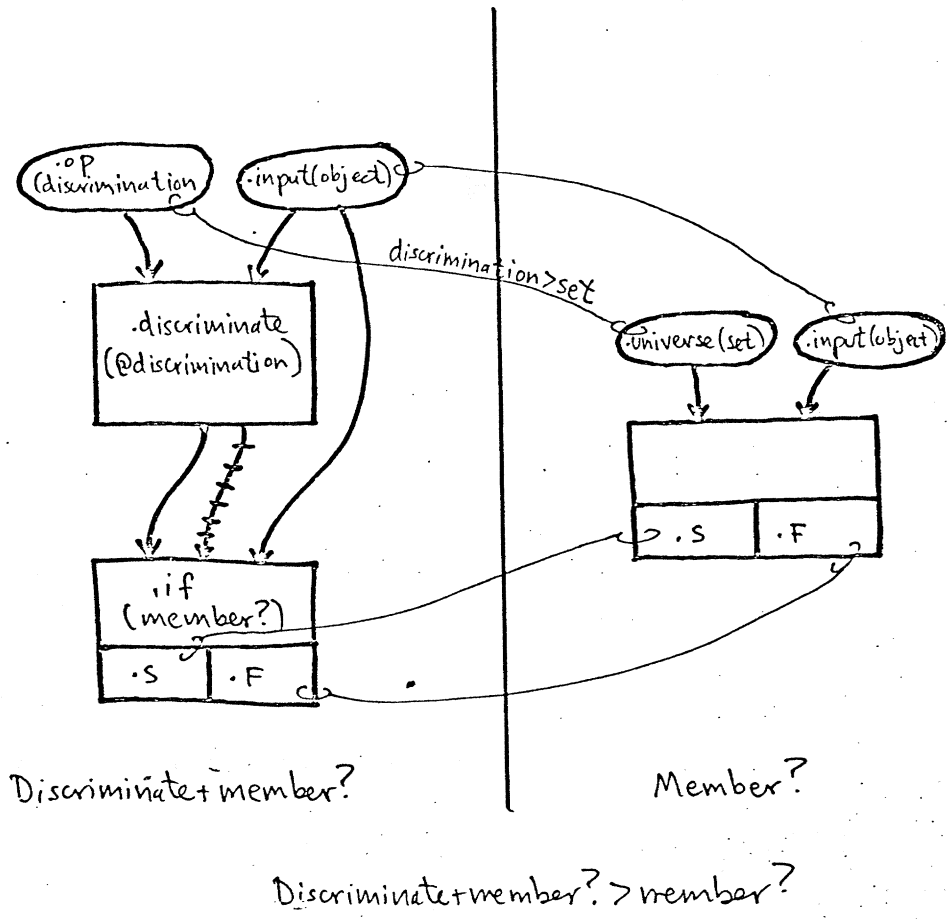 .op
(discrimination
.input(object)
discrimination>set
.universe(set)
.input(object)
.discriminate
(@discrimination)
.S
.F
.if
(member?)
.S
.F
Discriminate+member?
Member?
Discriminate+member?>member?